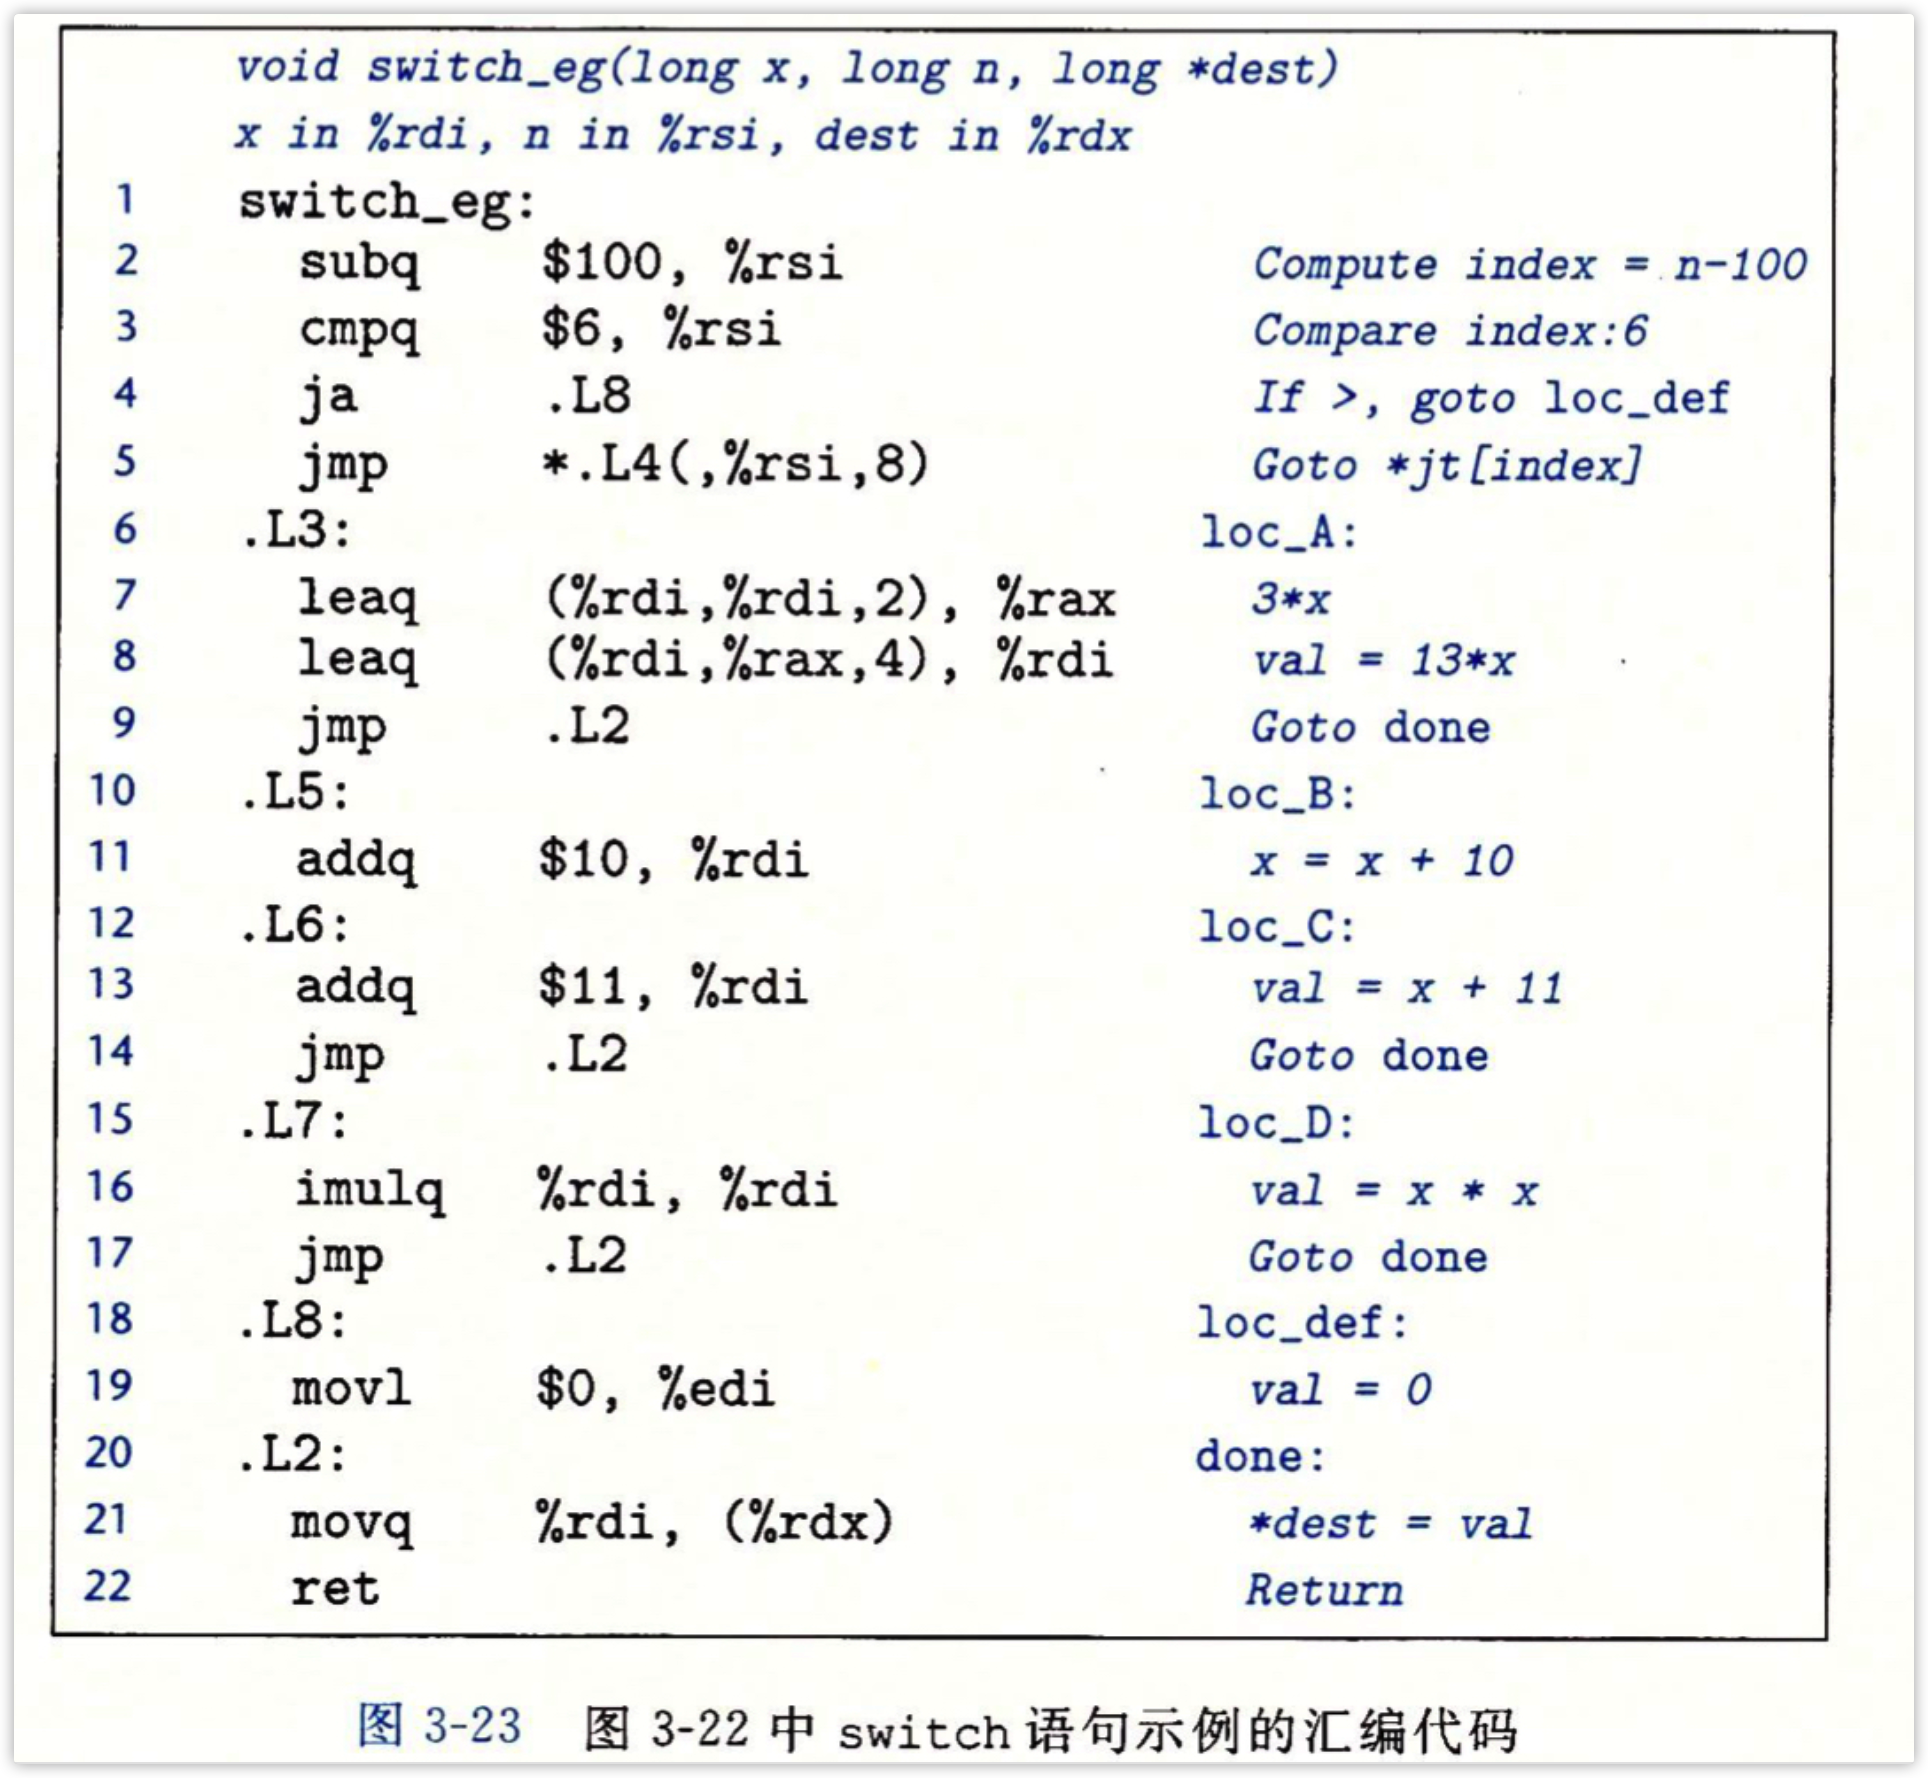 void switch_eg(long x, long n, long *dest)
x in %rdi, n in %rsi, dest in %rdx
1 switch_eg:
2 subq $100, %rsi Compute index = n-100
3 cmpq $6, %rsi Compare index:6
4 ja .L8 If >, goto loc_def
5 jmp *.L4(,%rsi,8) Goto *jt[index]
6 .L3: loc_A:
7 leaq (%rdi,%rdi,2), %rax 3*x
8 leaq (%rdi,%rax,4), %rdi val = 13*x
9 jmp .L2 Goto done
10 .L5: loc_B:
11 addq $10, %rdi x = x + 10
12 .L6: loc_C:
13 addq $11, %rdi val = x + 11
14 jmp .L2 Goto done
15 .L7: loc_D:
16 imulq %rdi, %rdi val = x * x
17 jmp .L2 Goto done
18 .L8: loc_def:
19 movl $0, %edi val = 0
20 .L2: done:
21 movq %rdi, (%rdx) *dest = val
22 ret Return
图 3-23 图 3-22 中 switch 语句示例的汇编代码